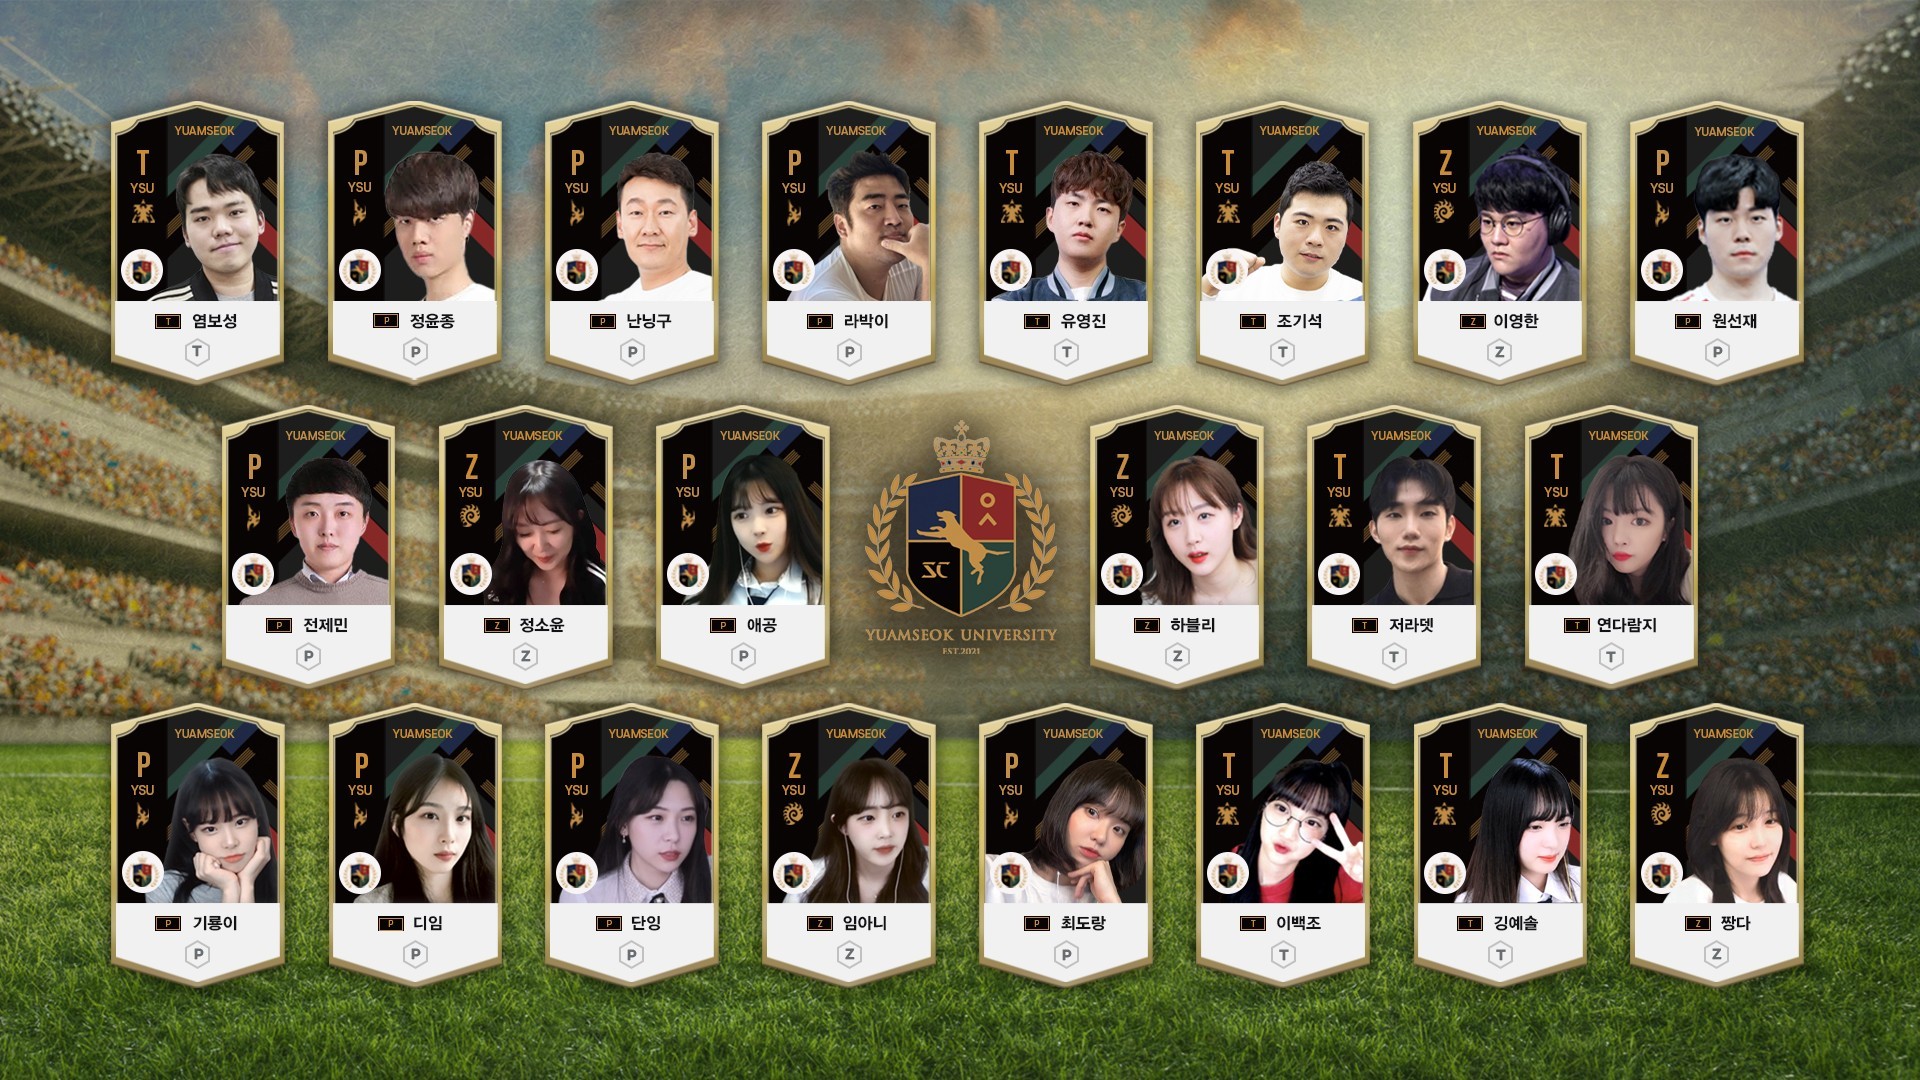 YUAMSEOK
T
YSU
T 염보성
T
YUAMSEOK
P
YSU
P 정윤종
P
YUAMSEOK
P
YSU
P 난닝구
P
YUAMSEOK
P
YSU
P 라박이
P
YUAMSEOK
T
YSU
T 유영진
T
YUAMSEOK
T
YSU
T 조기석
T
YUAMSEOK
Z
YSU
Z 이영한
Z
YUAMSEOK
P
YSU
P 원선재
P
YUAMSEOK
P
YSU
P 전제민
P
YUAMSEOK
Z
YSU
Z 정소윤
Z
YUAMSEOK
P
YSU
P 애공
P
SC
YUAMSEOK UNIVERSITY
EST.2021
YUAMSEOK
Z
YSU
Z 하블리
Z
YUAMSEOK
T
YSU
T 저라뎃
T
YUAMSEOK
T
YSU
T 연다람지
T
YUAMSEOK
P
YSU
P 기룡이
P
YUAMSEOK
P
YSU
P 디임
P
YUAMSEOK
P
YSU
P 단잉
P
YUAMSEOK
Z
YSU
Z 임아니
Z
YUAMSEOK
P
YSU
P 최도랑
P
YUAMSEOK
T
YSU
T 이백조
T
YUAMSEOK
T
YSU
T 깅예솔
T
YUAMSEOK
Z
YSU
Z 짱다
Z